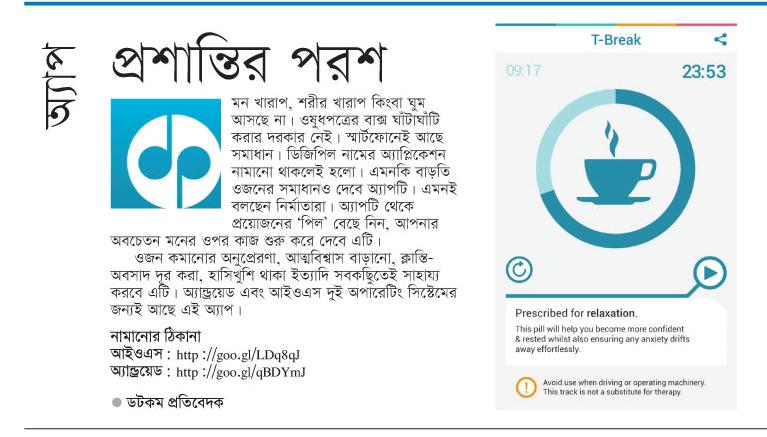 অ্যাপ
প্রশান্তির পরশ
মন খারাপ, শরীর খারাপ কিংবা ঘুম
আসছে না। ওষুধপত্রের বাক্স ঘাঁটাঘাঁটি
করার দরকার নেই। স্মার্টফোনেই আছে
সমাধান। ডিজিপিল নামের অ্যাপ্লিকেশন
নামানো থাকলেই হলো। এমনকি বাড়তি
ওজনের সমাধানও দেবে অ্যাপটি। এমনই
বলছেন নির্মাতারা। অ্যাপটি থেকে
প্রয়োজনের ‘পিল’ বেছে নিন, আপনার
অবচেতন মনের ওপর কাজ শুরু করে দেবে এটি।
ওজন কমানোর অনুপ্রেরণা, আত্মবিশ্বাস বাড়ানো, ক্লান্তি-
অবসাদ দূর করা, হাসিখুশি থাকা ইত্যাদি সবকছুিতেই সাহায্য
করবে এটি। অ্যান্ড্রয়েড এবং আইওএস দুই অপারেটিং সিস্টেমের
জন্যই আছে এই অ্যাপ।
নামানোর ঠিকানা
আইওএস : http ://goo.gl/LDq8qJ
অ্যান্ড্রয়েড : http ://goo.gl/qBDYmJ
ডটকম প্রতিবেদক
dp
T-Break
09:17
23:53
Prescribed for relaxation.
This pill will help you become more confident
& rested whilst also ensuring any anxiety drifts
away effortlessly.
Avoid use when driving or operating machinery.
This track is not a substitute for therapy.